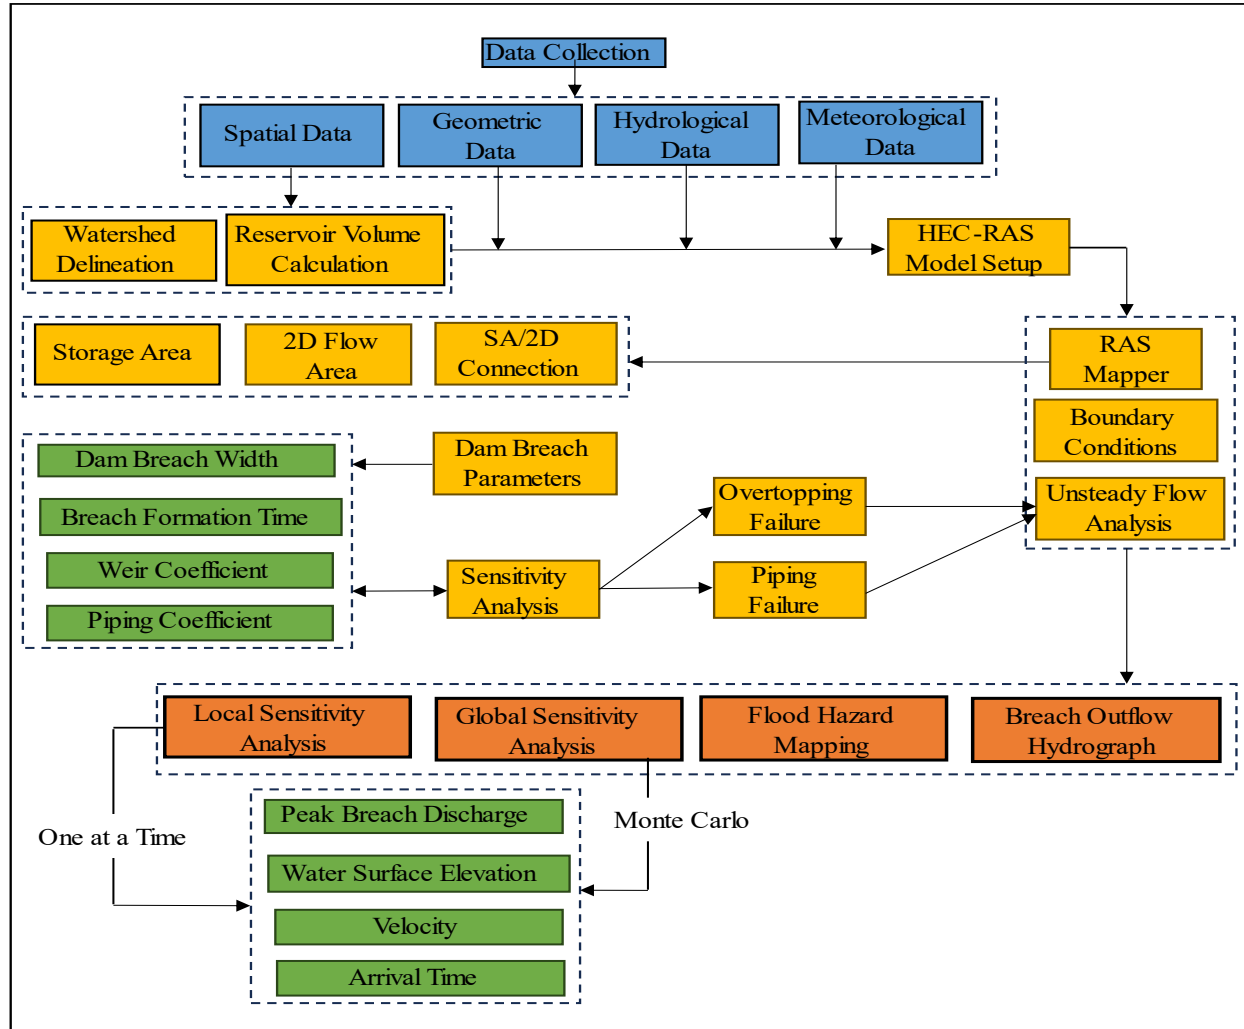 Data Collection
Spatial Data
Geometric
Data
Hydrological
Data
Meteorological
Data
Watershed
Delineation
Reservoir Volume
Calculation
HEC-RAS
Model Setup
Storage Area
2D Flow
Area
SA/2D
Connection
RAS
Mapper
Boundary
Conditions
Unsteady Flow
Analysis
Dam Breach Width
Breach Formation Time
Weir Coefficient
Piping Coefficient
Dam Breach
Parameters
Sensitivity
Analysis
Overtopping
Failure
Piping
Failure
Local Sensitivity
Analysis
Global Sensitivity
Analysis
Flood Hazard
Mapping
Breach Outflow
Hydrograph
One at a Time
Monte Carlo
Peak Breach Discharge
Water Surface Elevation
Velocity
Arrival Time